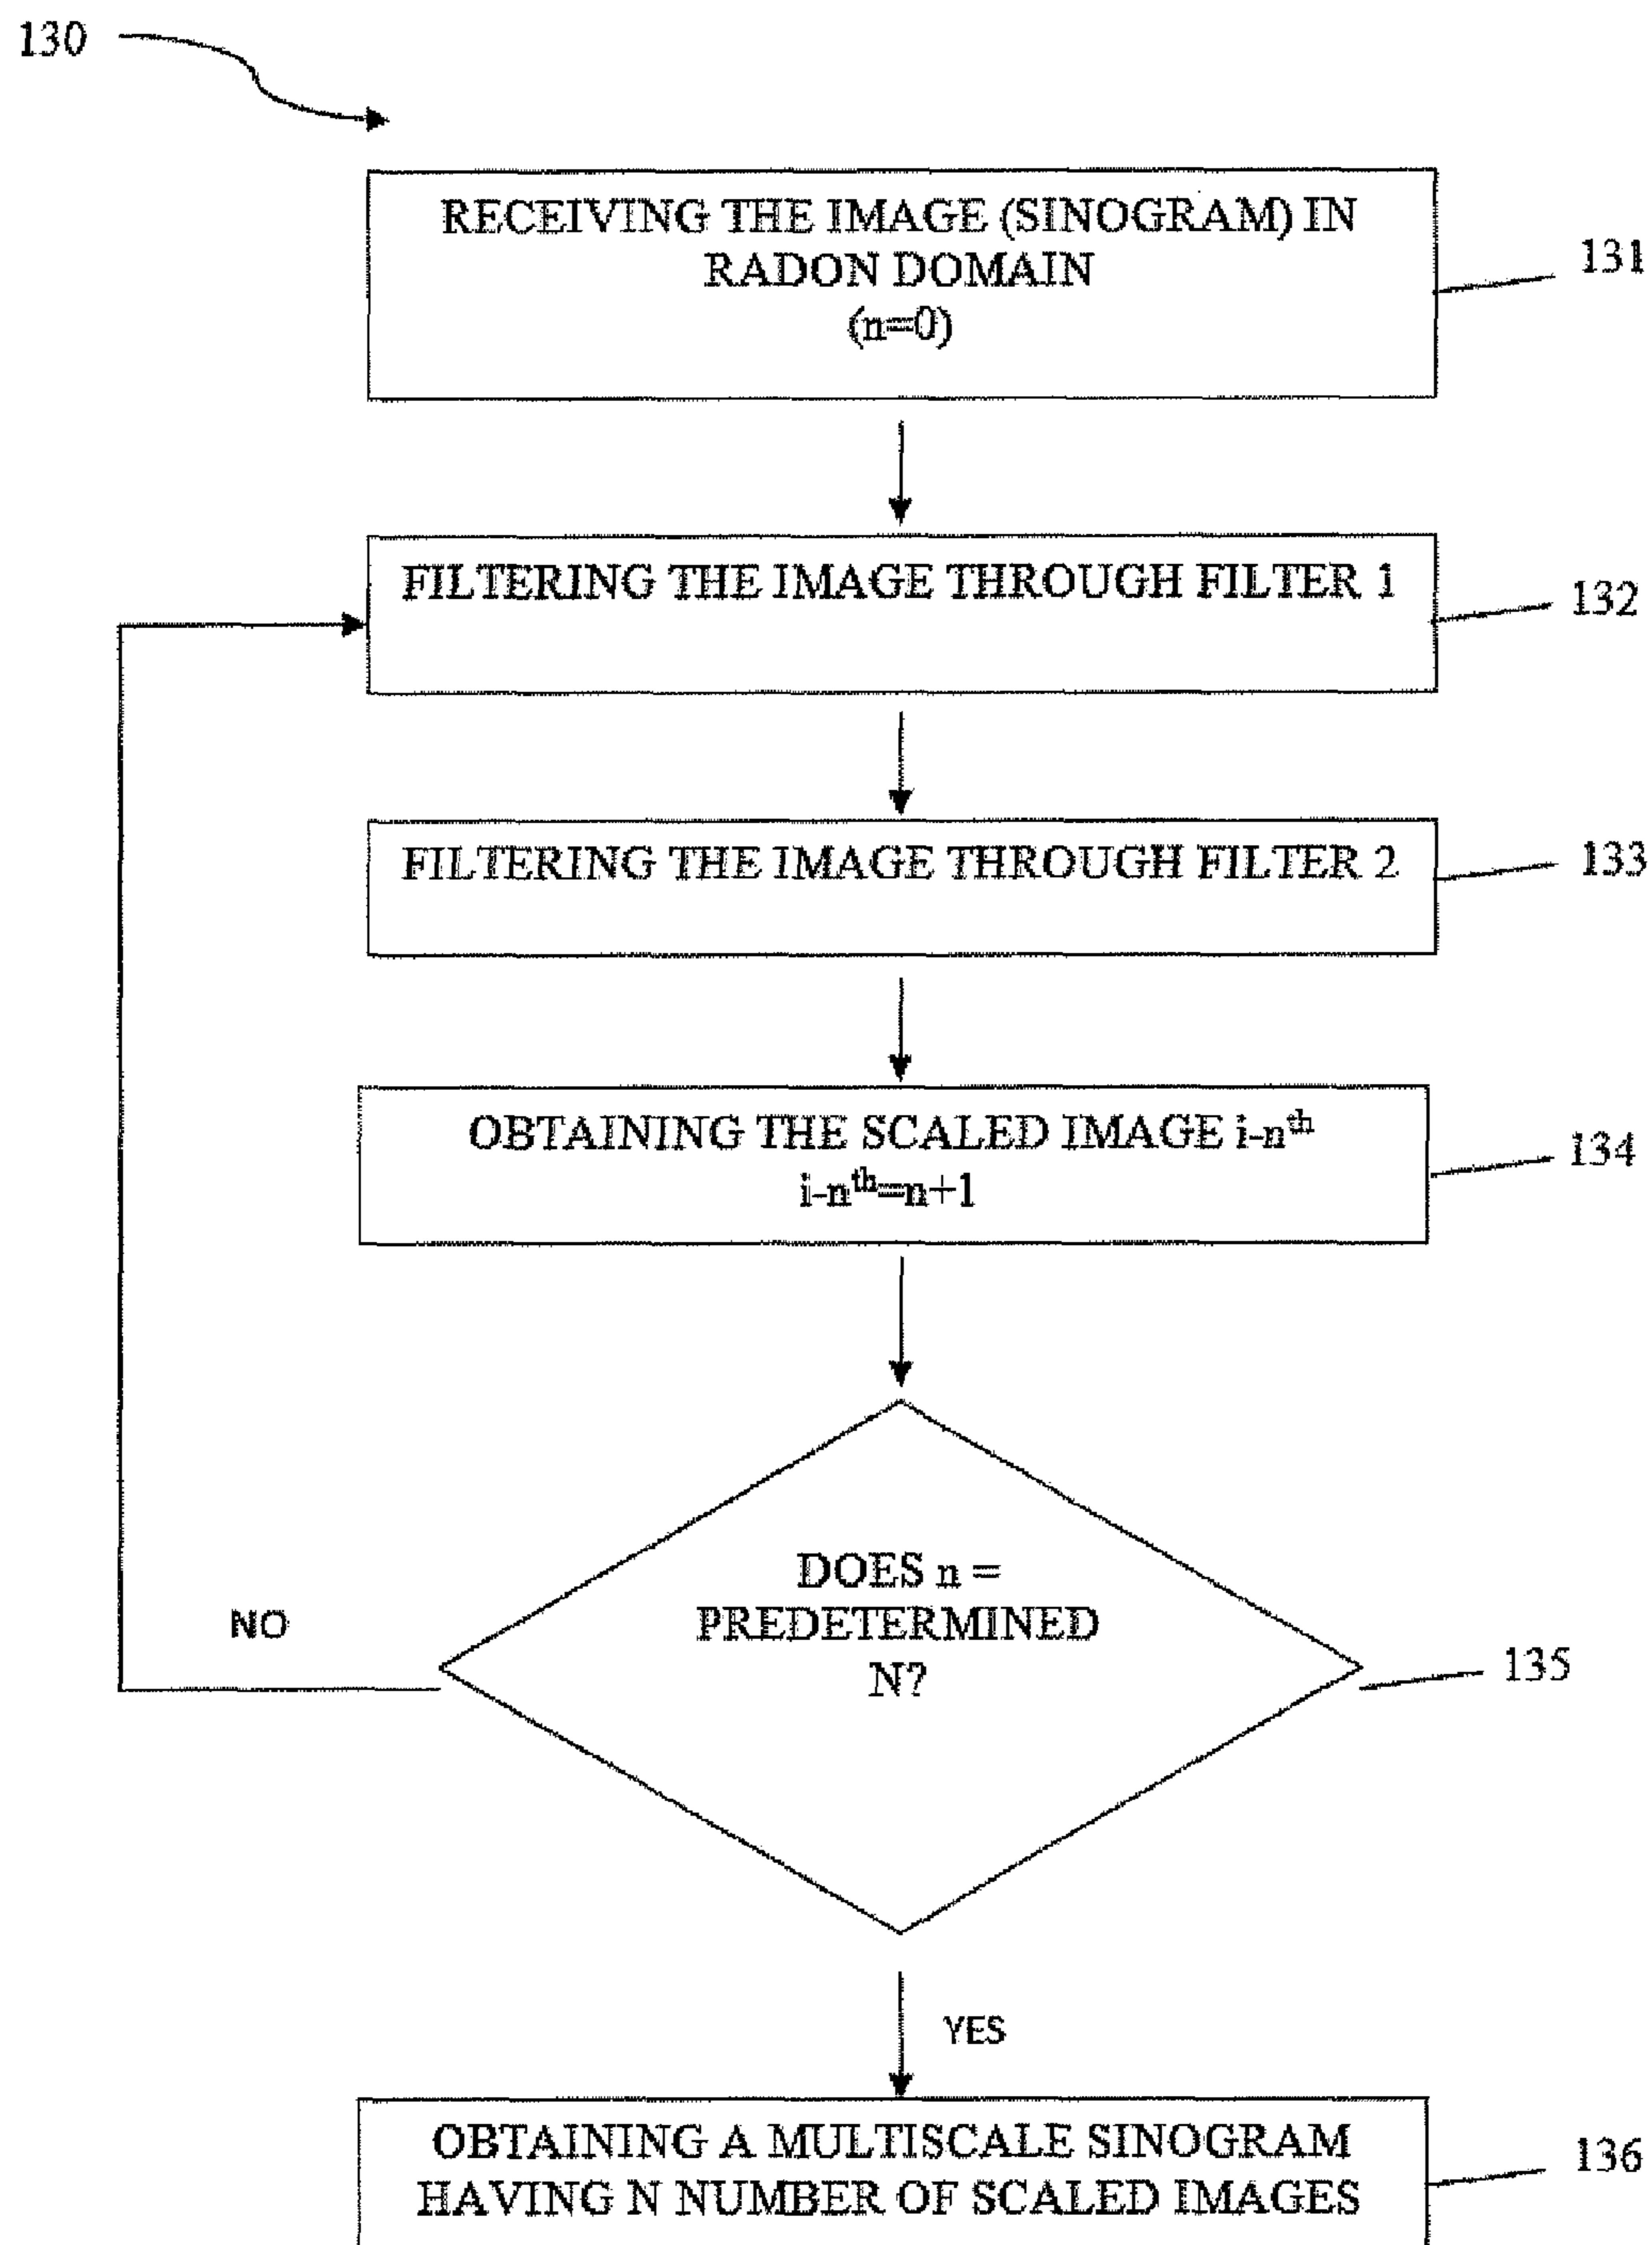 130
RECEIVING THE IMAGE (SINOGRAM) IN
RADON DOMAIN
(n=0)
131
FILTERING THE IMAGE THROUGH FILTER 1
132
FILTERING THE IMAGE THROUGH FILTER 2
133
OBTAINING THE SCALED IMAGE i-nᵗʰ
i-nᵗʰ=n+1
134
DOES n =
PREDETERMINED
N?
135
NO
YES
OBTAINING A MULTISCALE SINOGRAM
HAVING N NUMBER OF SCALED IMAGES
136